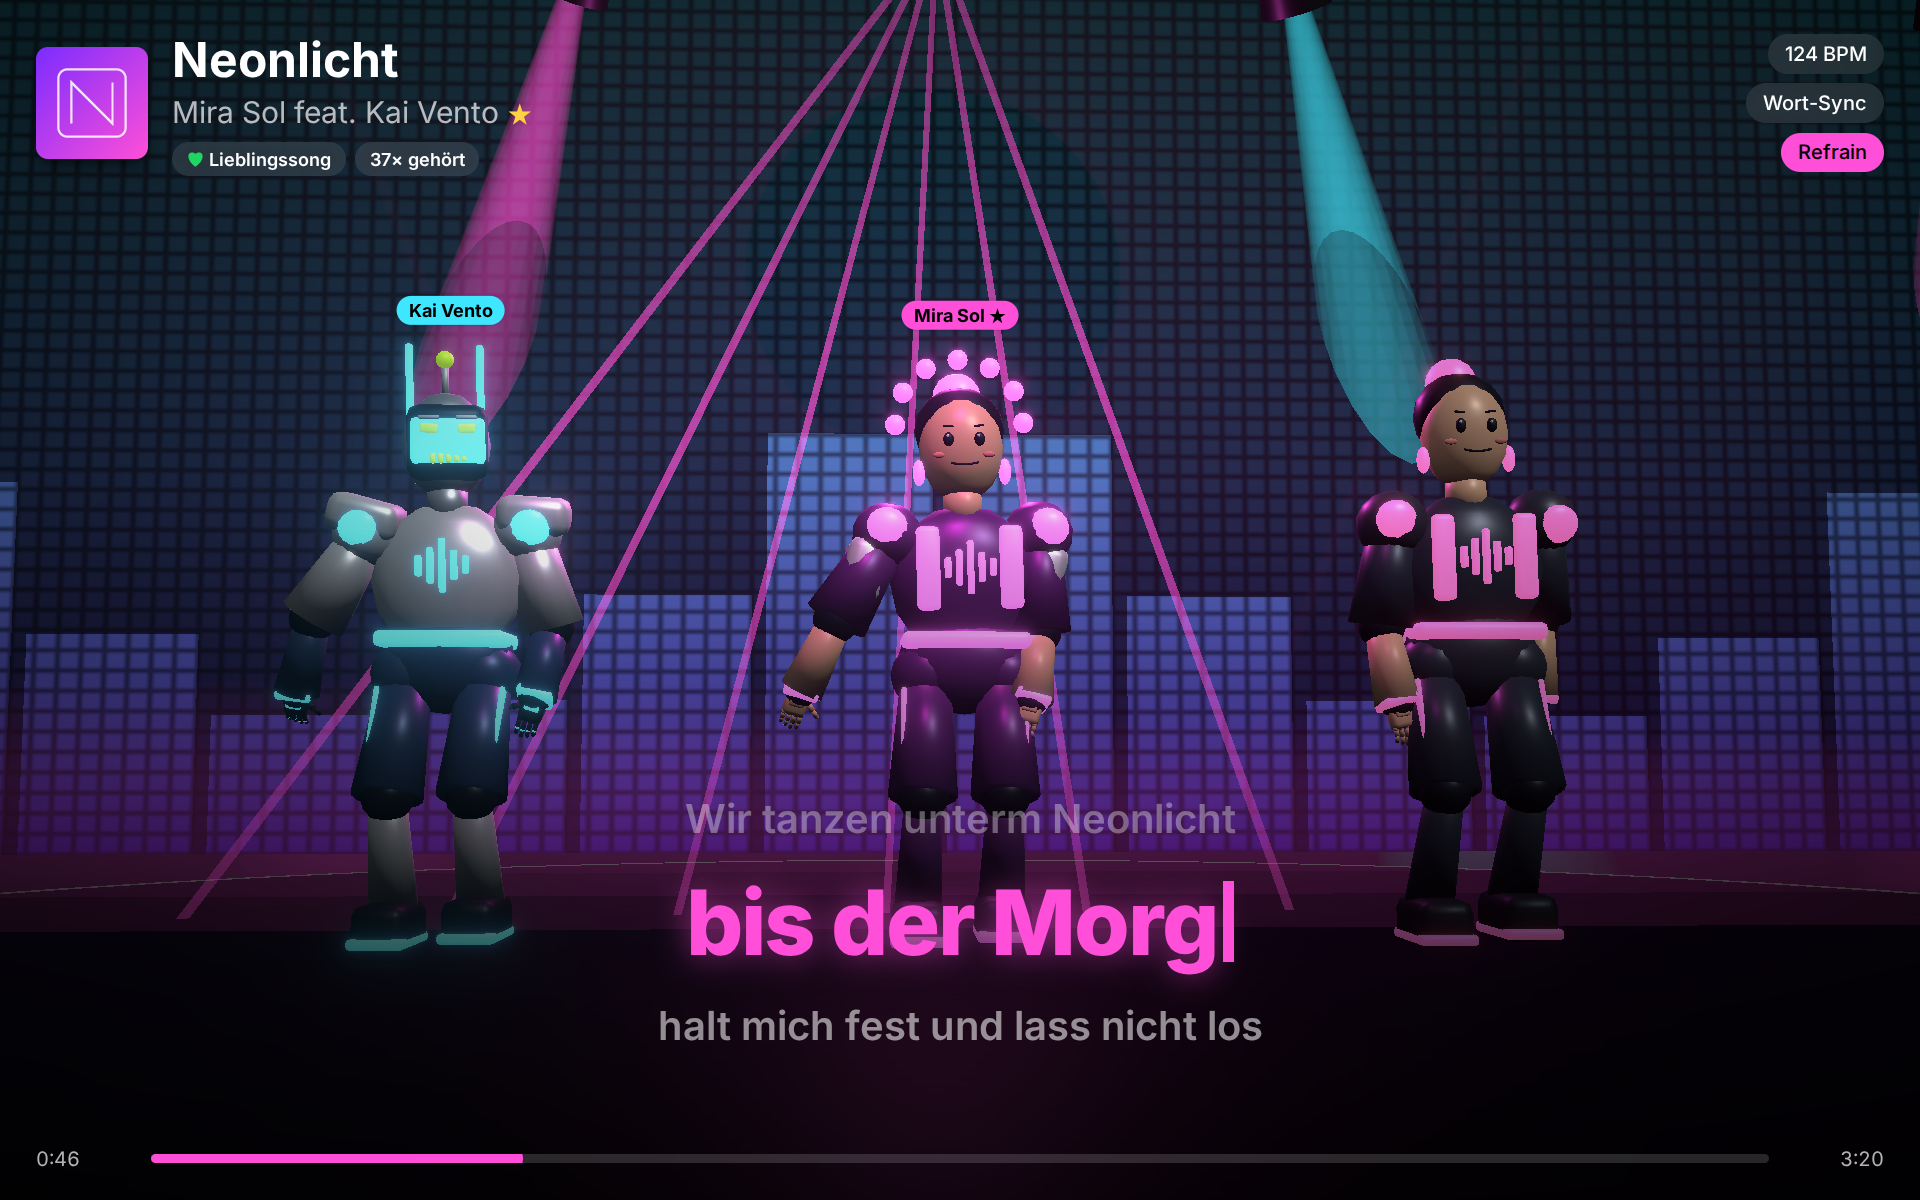 N
Neonlicht
Mira Sol feat. Kai Vento ★
Lieblingssong
37× gehört
124 BPM
Wort-Sync
Refrain
Kai Vento
Mira Sol ★
Wir tanzen unterm Neonlicht
bis der Morg
halt mich fest und lass nicht los
0:46
3:20